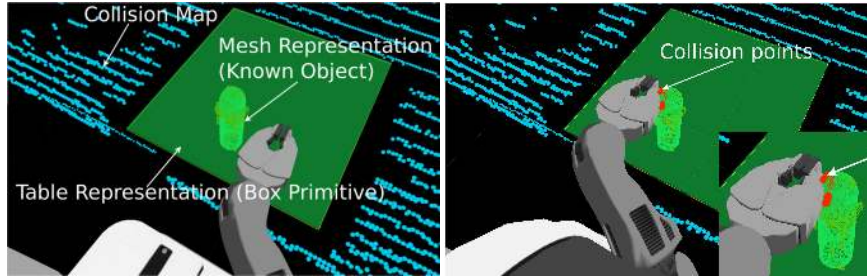 Collision Map
Mesh Representation
(Known Object)
Table Representation (Box Primitive)
Collision points